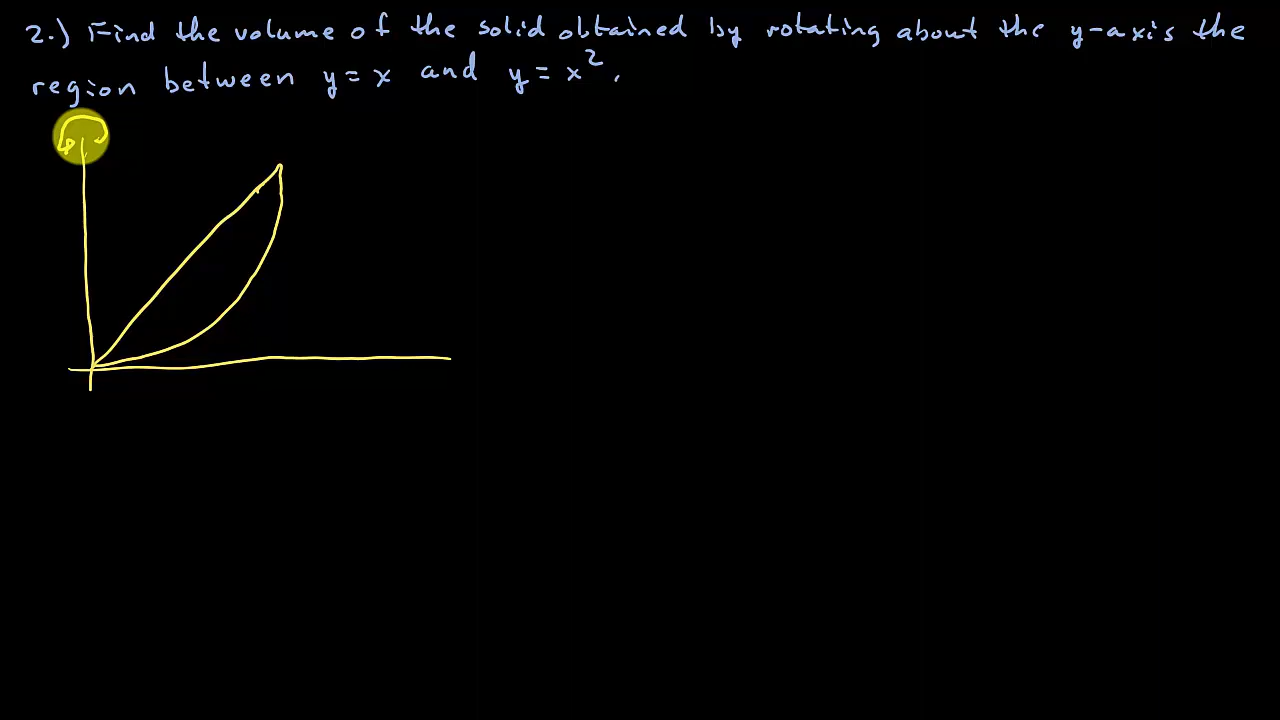 2.) Find the volume of the solid obtained by rotating about the y-axis the
region between y = x and y = x².